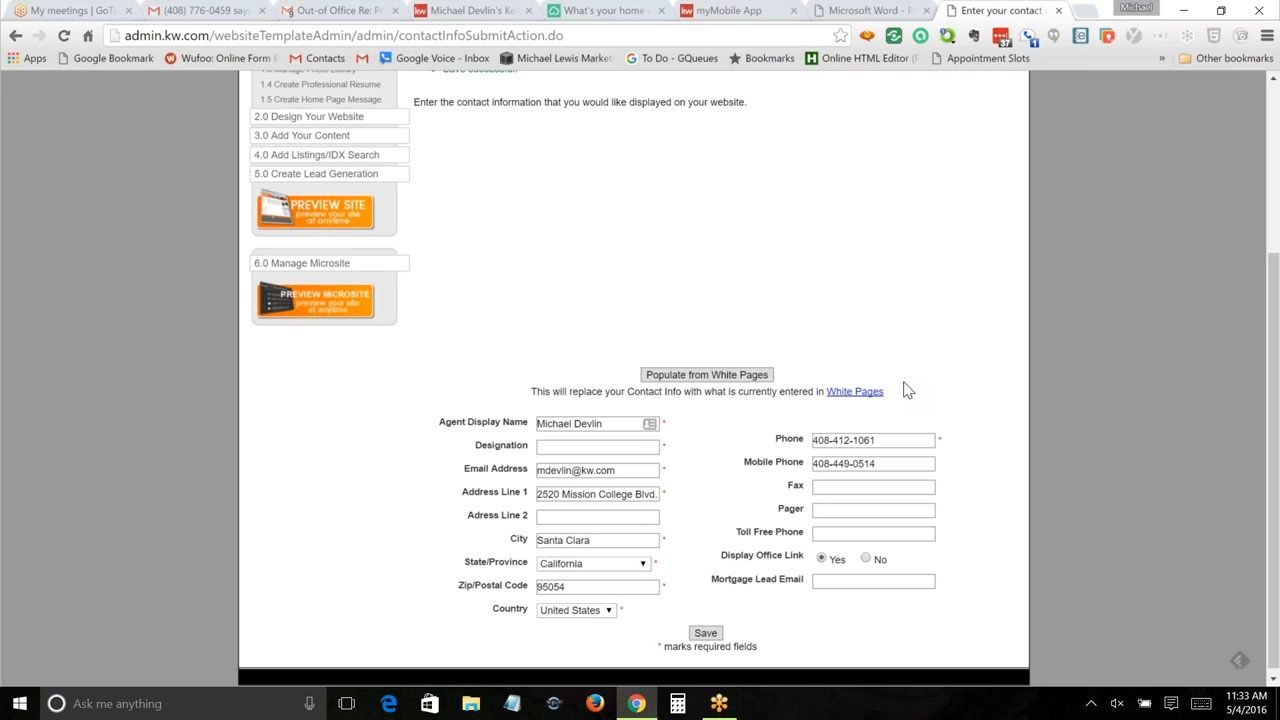 My meetings | GoTo
(408) 776-0459 say
Out-of Office Re: Pr
Michael Devlin's Ke
What's your home
myMobile App
Microsoft Word - P
Enter your contact
Michael
admin.kw.com/websiteTemplateAdmin/admin/contactInfoSubmitAction.do
37
Apps
Google Bookmark
Wufoo: Online Form
Contacts
Calendar
Google Voice - Inbox
Michael Lewis Market
To Do - GQueues
Bookmarks
Online HTML Editor (
Appointment Slots
»
Other bookmarks
1.4 Create Professional Resume
1.5 Create Home Page Message
2.0 Design Your Website
3.0 Add Your Content
4.0 Add Listings/IDX Search
5.0 Create Lead Generation
PREVIEW SITE
preview your site
at anytime
6.0 Manage Microsite
PREVIEW MICROSITE
preview your site
at anytime
Enter the contact information that you would like displayed on your website.
Populate from White Pages
This will replace your Contact Info with what is currently entered in White Pages
Agent Display Name Michael Devlin *
Designation *
Email Address mdevlin@kw.com *
Address Line 1 2520 Mission College Blvd. *
Adress Line 2
City Santa Clara *
State/Province California *
Zip/Postal Code 95054 *
Country United States *
Phone 408-412-1061 *
Mobile Phone 408-449-0514
Fax
Pager
Toll Free Phone
Display Office Link Yes No
Mortgage Lead Email
Save
* marks required fields
Ask me anything
11:33 AM
5/4/2016